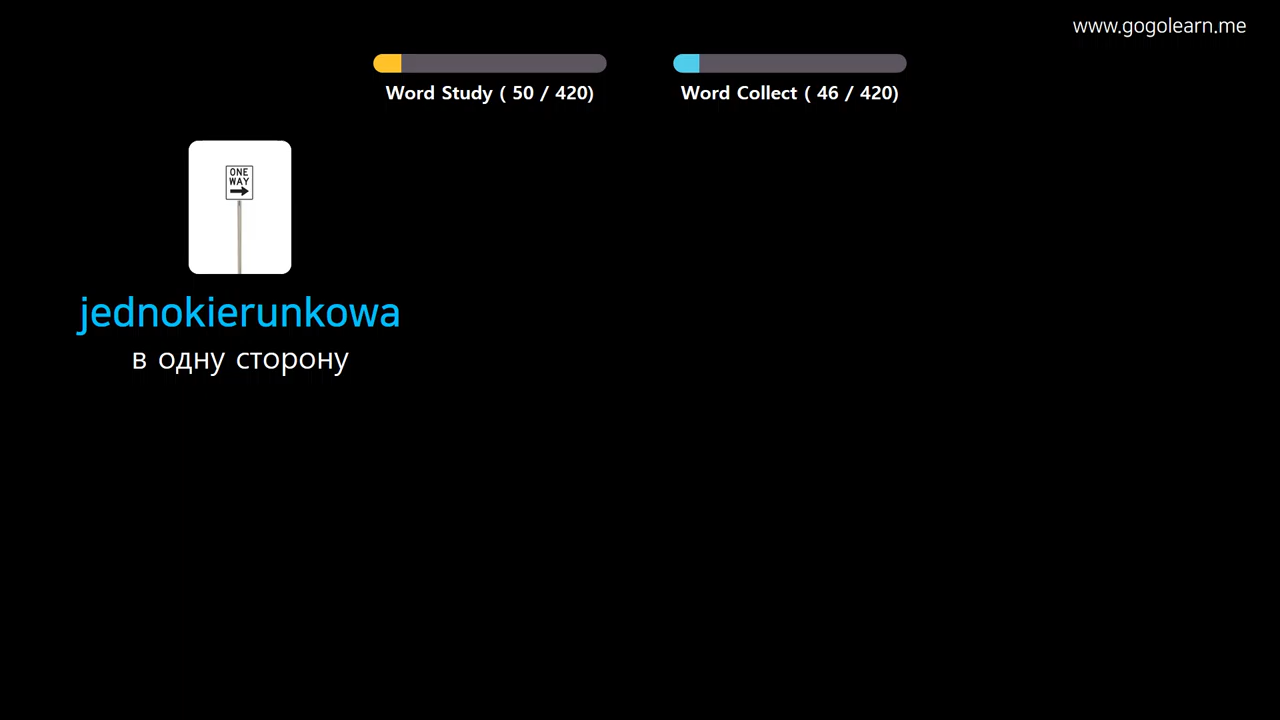 www.gogolearn.me
Word Study ( 50 / 420)
Word Collect ( 46 / 420)
ONE
WAY
jednokierunkowa
в одну сторону